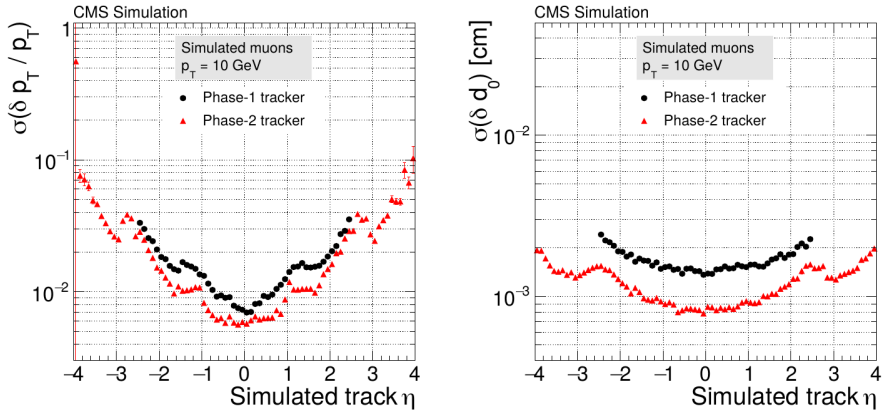 CMS Simulation
σ(δ p_T / p_T)
1
10⁻¹
10⁻²
Simulated muons
p_T = 10 GeV
Phase-1 tracker
Phase-2 tracker
−4 −3 −2 −1 0 1 2 3 4
Simulated track η
CMS Simulation
σ(δ d₀) [cm]
10⁻²
10⁻³
Simulated muons
p_T = 10 GeV
Phase-1 tracker
Phase-2 tracker
−4 −3 −2 −1 0 1 2 3 4
Simulated track η